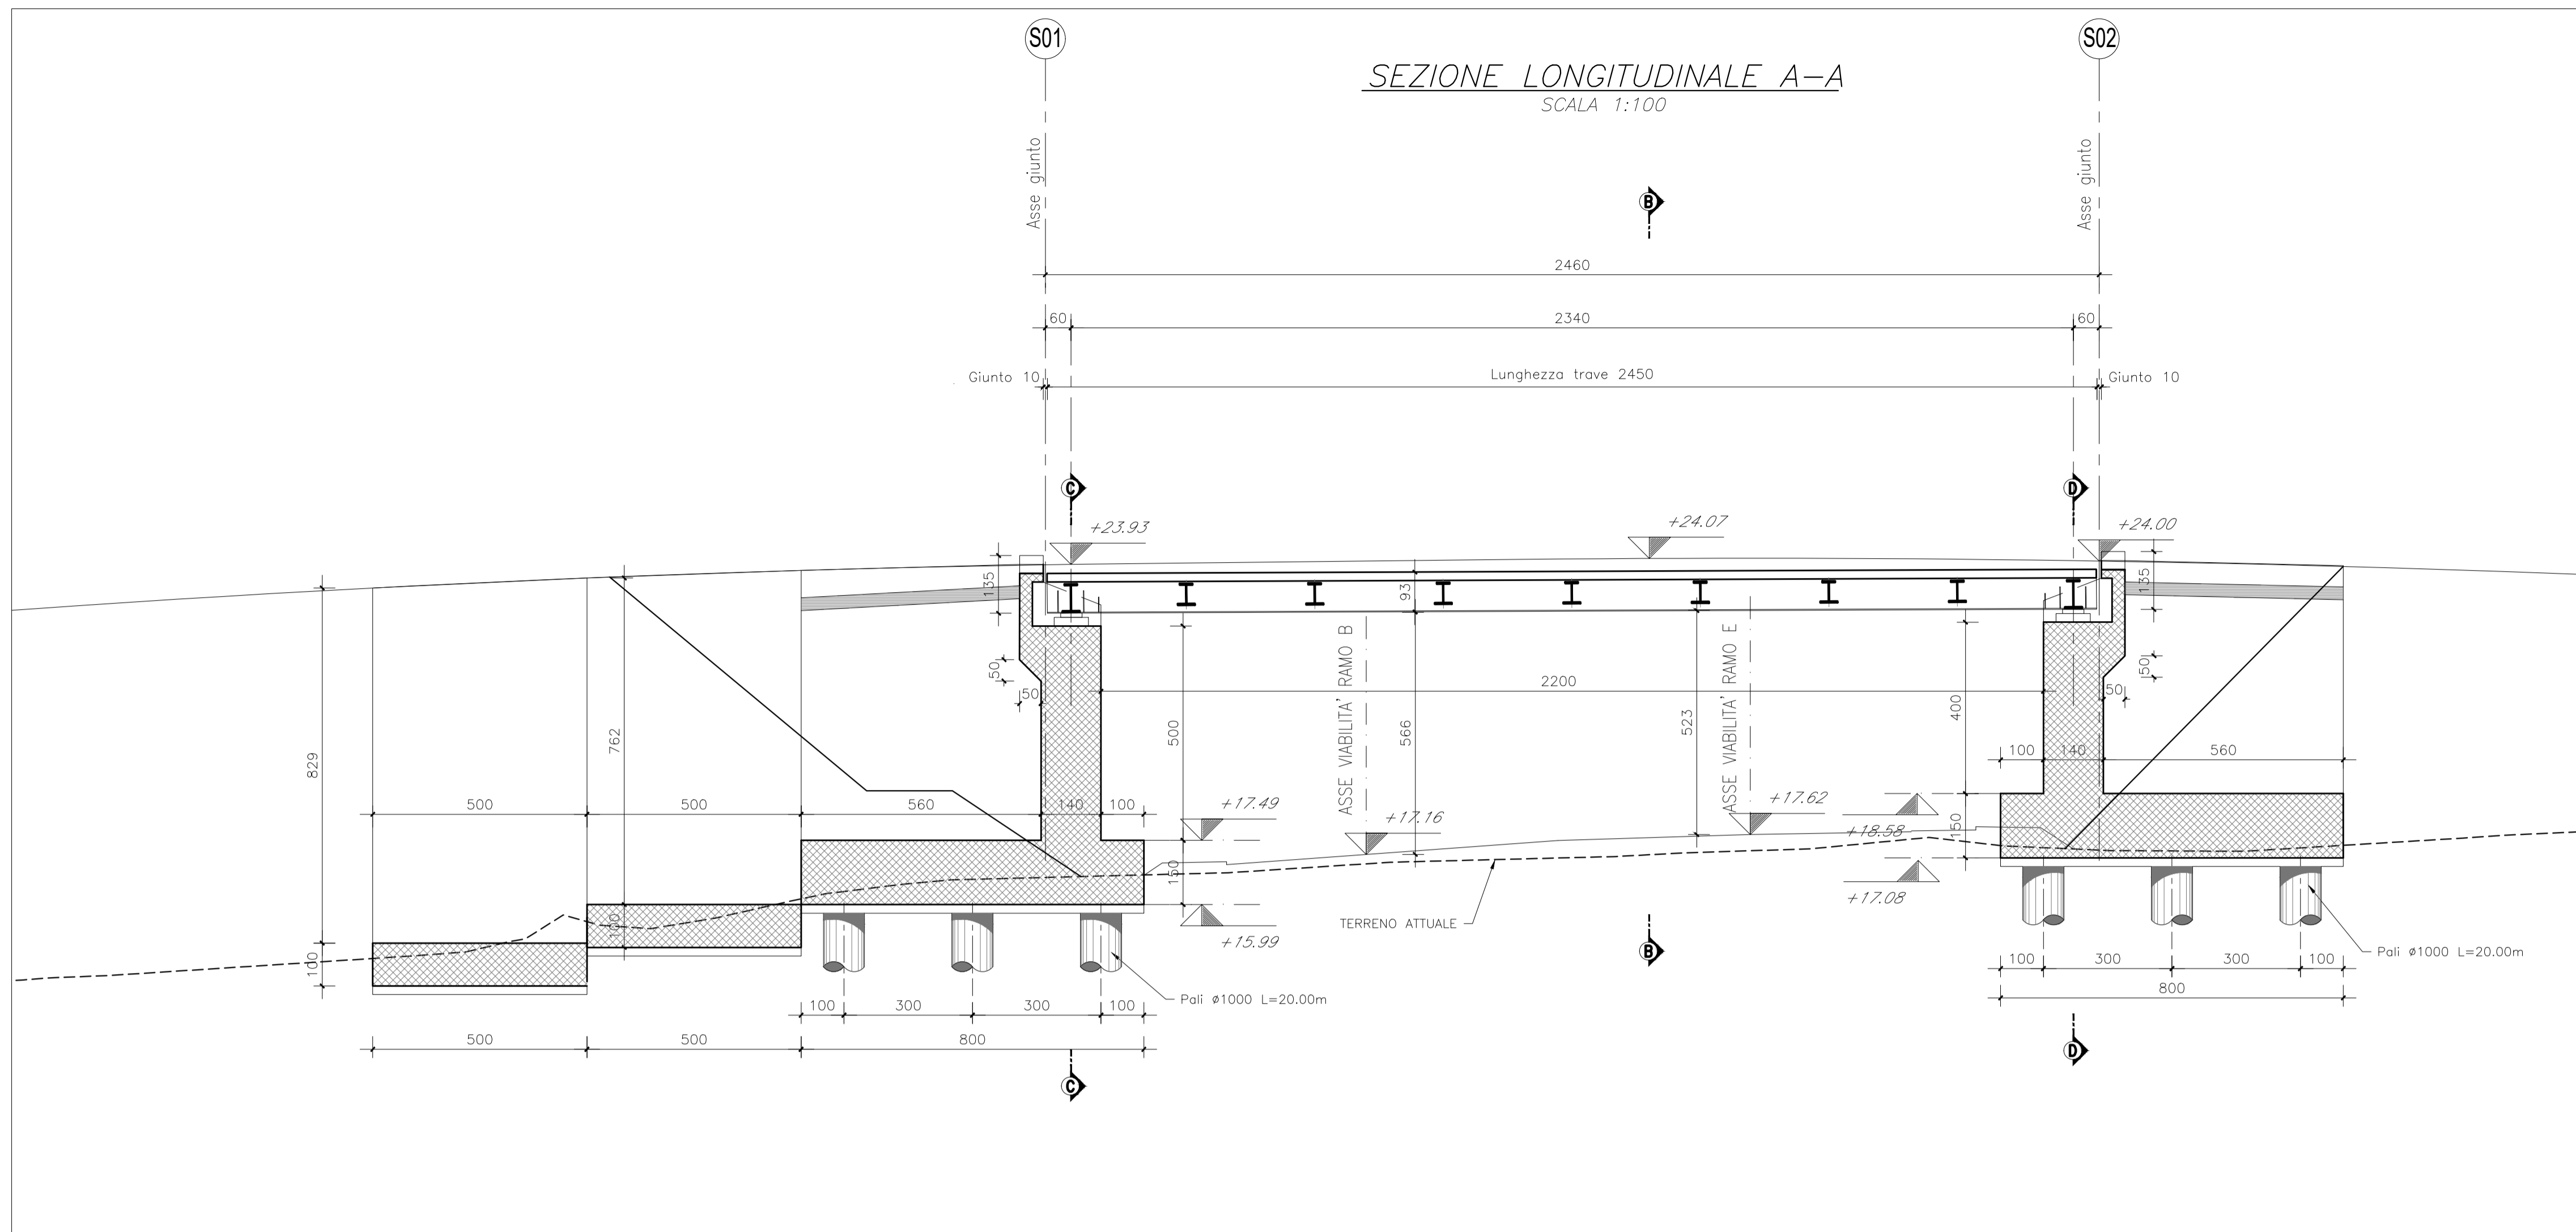 S01
S02
SEZIONE LONGITUDINALE A-A
SCALA 1:100
Asse giunto
Asse giunto
B
2460
60
2340
60
Giunto 10
Lunghezza trave 2450
Giunto 10
C
D
+23.93
+24.07
+24.00
135
93
135
50
50
50
50
ASSE VIABILITA' RAMO B
ASSE VIABILITA' RAMO E
2200
829
762
500
566
523
400
100
140
560
500
500
560
140
100
+17.49
+17.16
+17.62
+18.58
150
150
100
100
+15.99
TERRENO ATTUALE
+17.08
B
Pali ø1000 L=20.00m
100
300
300
100
800
Pali ø1000 L=20.00m
100
300
300
100
500
500
800
C
D